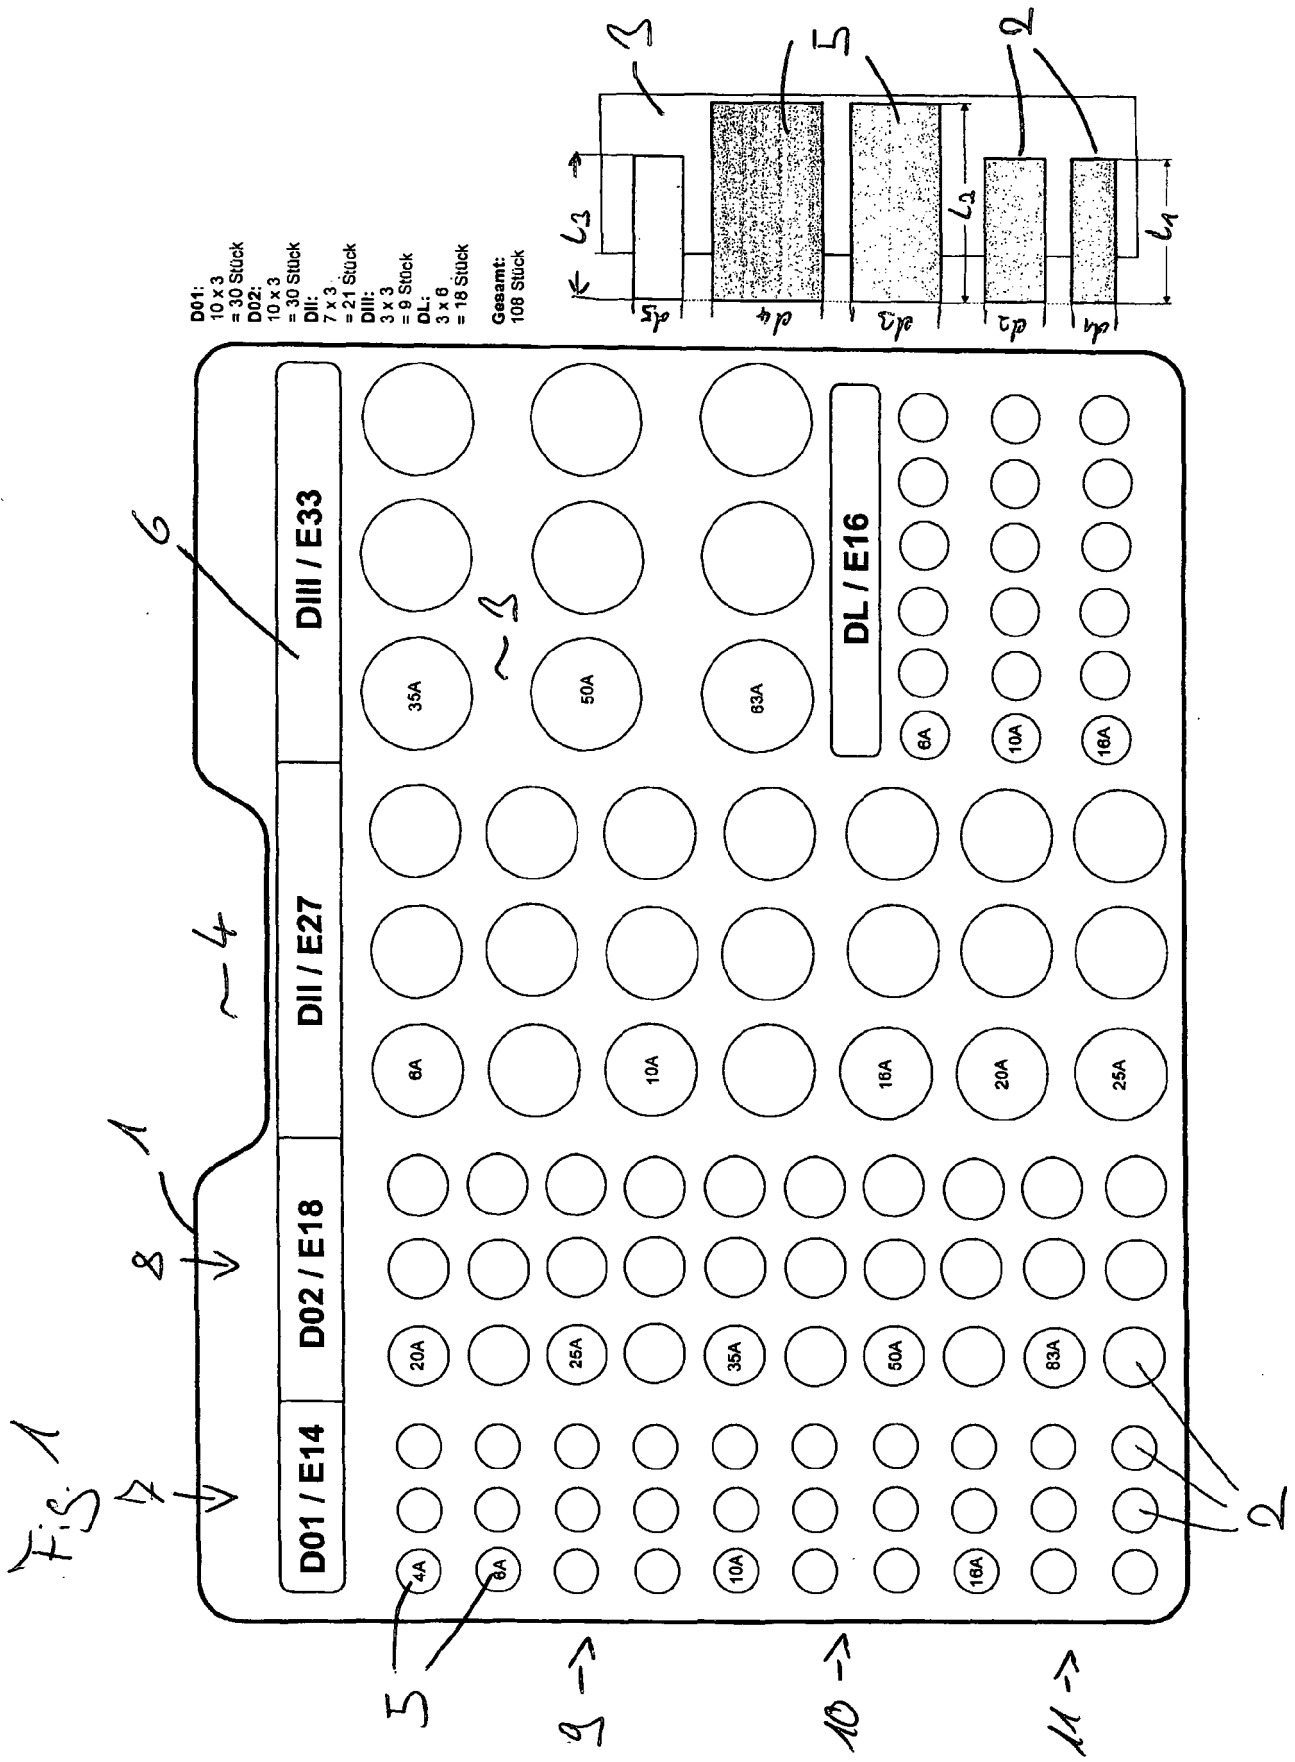 Fig. 1
7
8
1
~ 4
6
D01 / E14
D02 / E18
DII / E27
DIII / E33
4A
20A
6A
35A
6A
25A
10A
~ 3
50A
10A
35A
63A
16A
50A
16A
20A
83A
25A
DL / E16
6A
10A
16A
5
9 ->
10 ->
11 ->
2
D01:
10 x 3
= 30 Stück
D02:
10 x 3
= 30 Stück
DII:
7 x 3
= 21 Stück
DIII:
3 x 3
= 9 Stück
DL:
3 x 6
= 18 Stück
Gesamt:
108 Stück
L3
d5
d4
d3
d2
d1
L2
L1
3
5
2